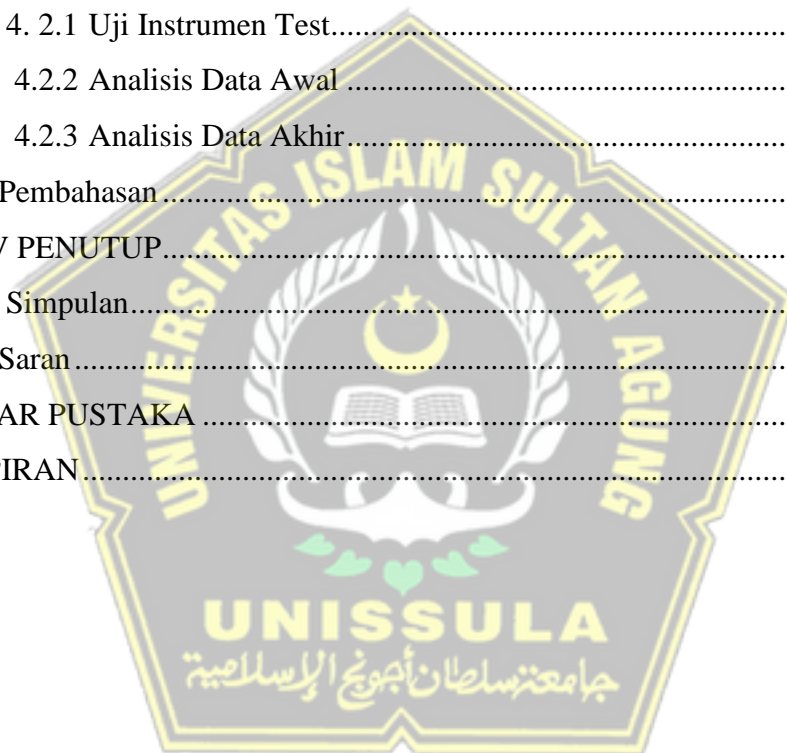 4. 2.1 Uji Instrumen Test
4.2.2 Analisis Data Awal
4.2.3 Analisis Data Akhir
Pembahasan
V PENUTUP
Simpulan
Saran
AR PUSTAKA
PIRAN
UNIVERSITAS ISLAM SULTAN AGUNG
UNISSULA
جامعة سلطان أجونج الإسلامية